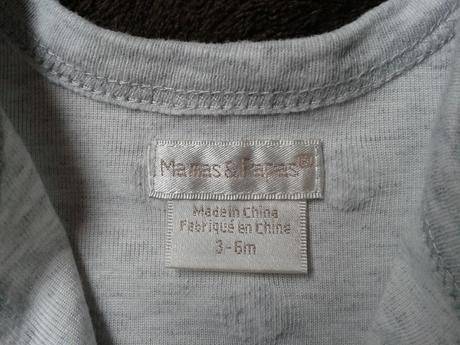 Mamas & Papas®
Made in China
Fabriqué en Chine
3-6m